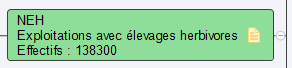 NEH
Exploitations avec élevages herbivores
Effectifs : 138300